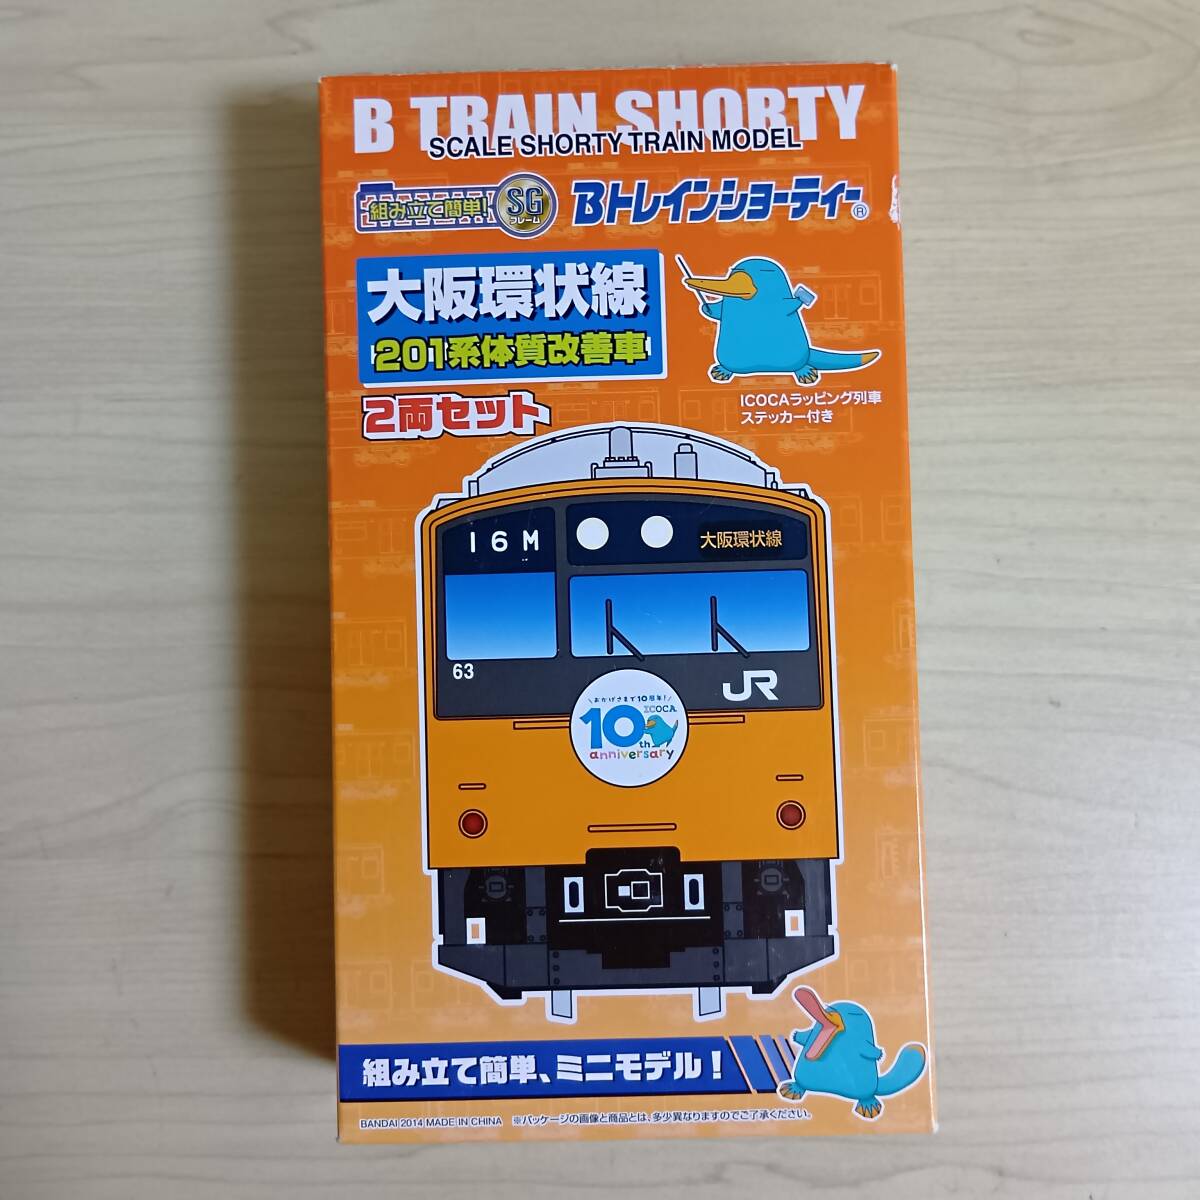 B TRAIN SHORTY
SCALE SHORTY TRAIN MODEL
組み立て簡単!
SG
フレーム
Bトレインショーティー®
大阪環状線
201系体質改善車
2両セット
ICOCAラッピング列車
ステッカー付き
16M
大阪環状線
63
JR
\おかげさまで10周年!/
ICOCA
10th
anniversary
組み立て簡単、ミニモデル!
BANDAI 2014 MADE IN CHINA ※パッケージの画像と商品とは、多少異なりますのでご了承ください。